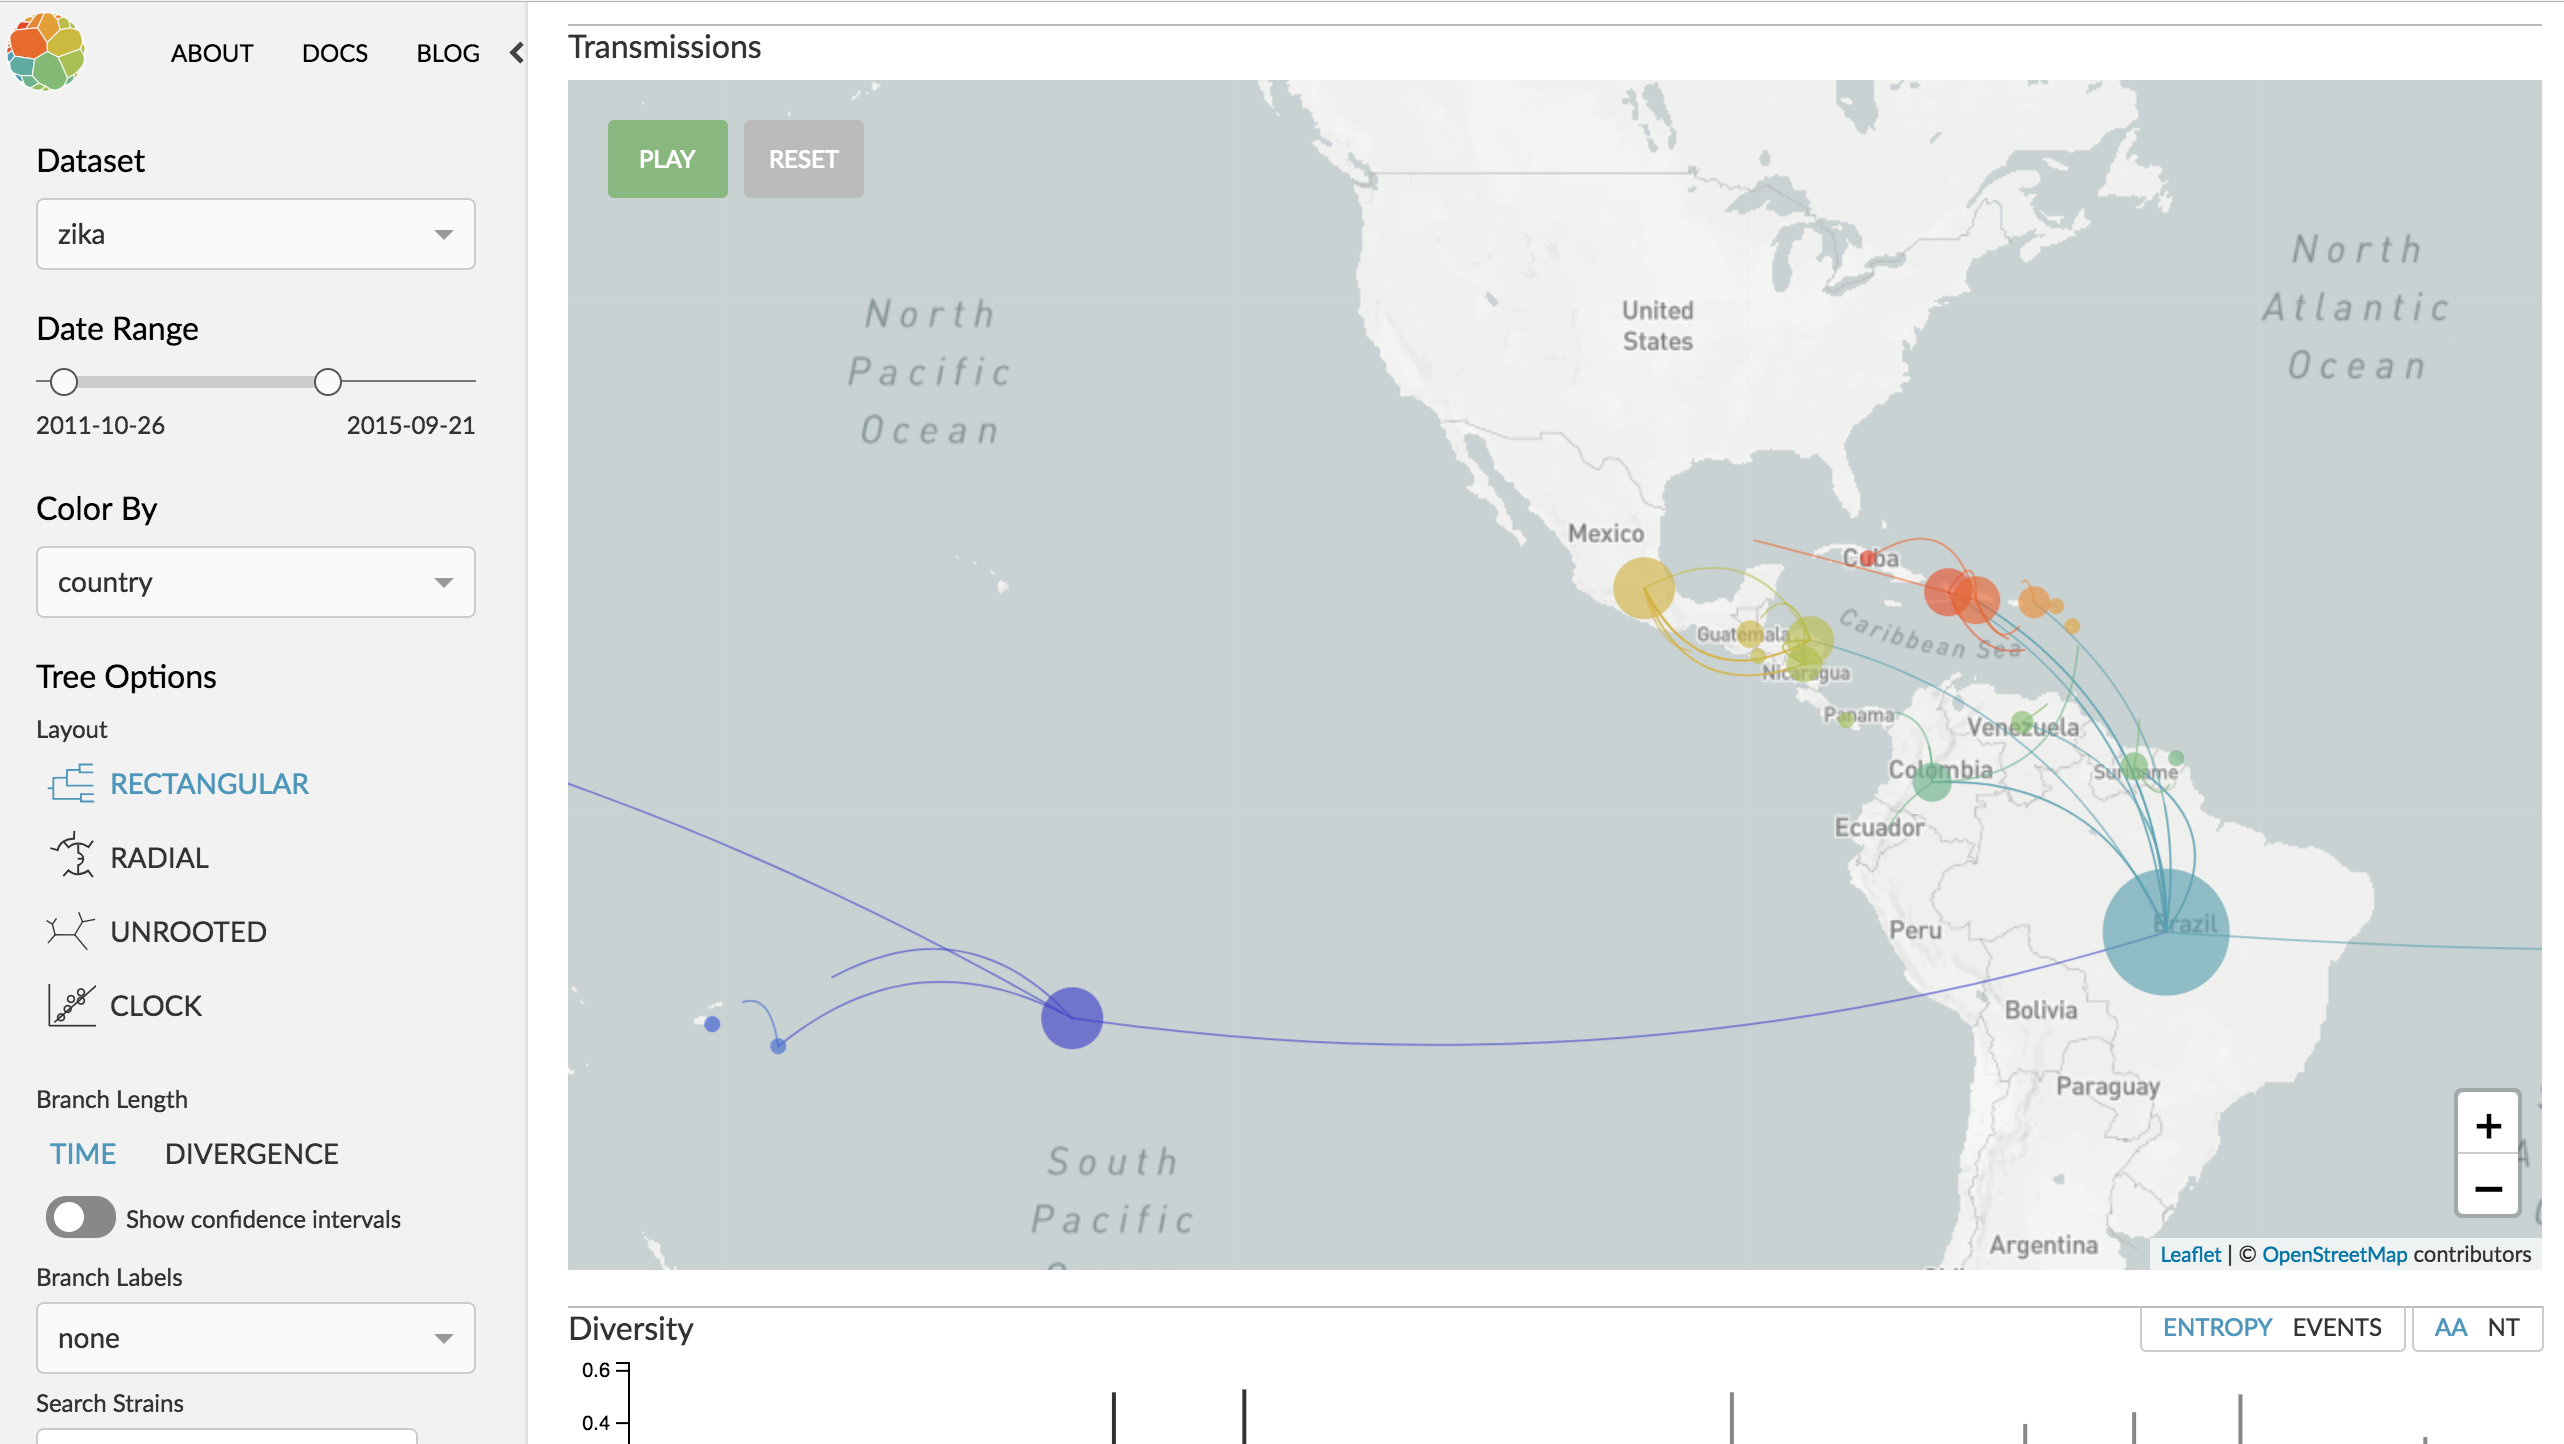 ABOUT DOCS BLOG
Dataset
zika
Date Range
2011-10-26 2015-09-21
Color By
country
Tree Options
Layout
RECTANGULAR
RADIAL
UNROOTED
CLOCK
Branch Length
TIME DIVERGENCE
Show confidence intervals
Branch Labels
none
Search Strains
Transmissions
PLAY RESET
North
Pacific
Ocean
United
States
North
Atlantic
Ocean
Mexico
Cuba
Guatemala
Caribbean Sea
Nicaragua
Panama
Venezuela
Colombia
Suriname
Ecuador
Brazil
Peru
Bolivia
Paraguay
South
Pacific
Argentina
+
−
Leaflet | © OpenStreetMap contributors
Diversity
ENTROPY EVENTS AA NT
0.6
0.4